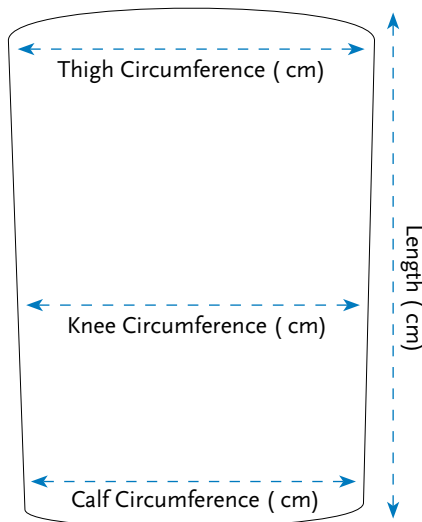 Thigh Circumference ( cm)
Length ( cm)
Knee Circumference ( cm)
Calf Circumference ( cm)